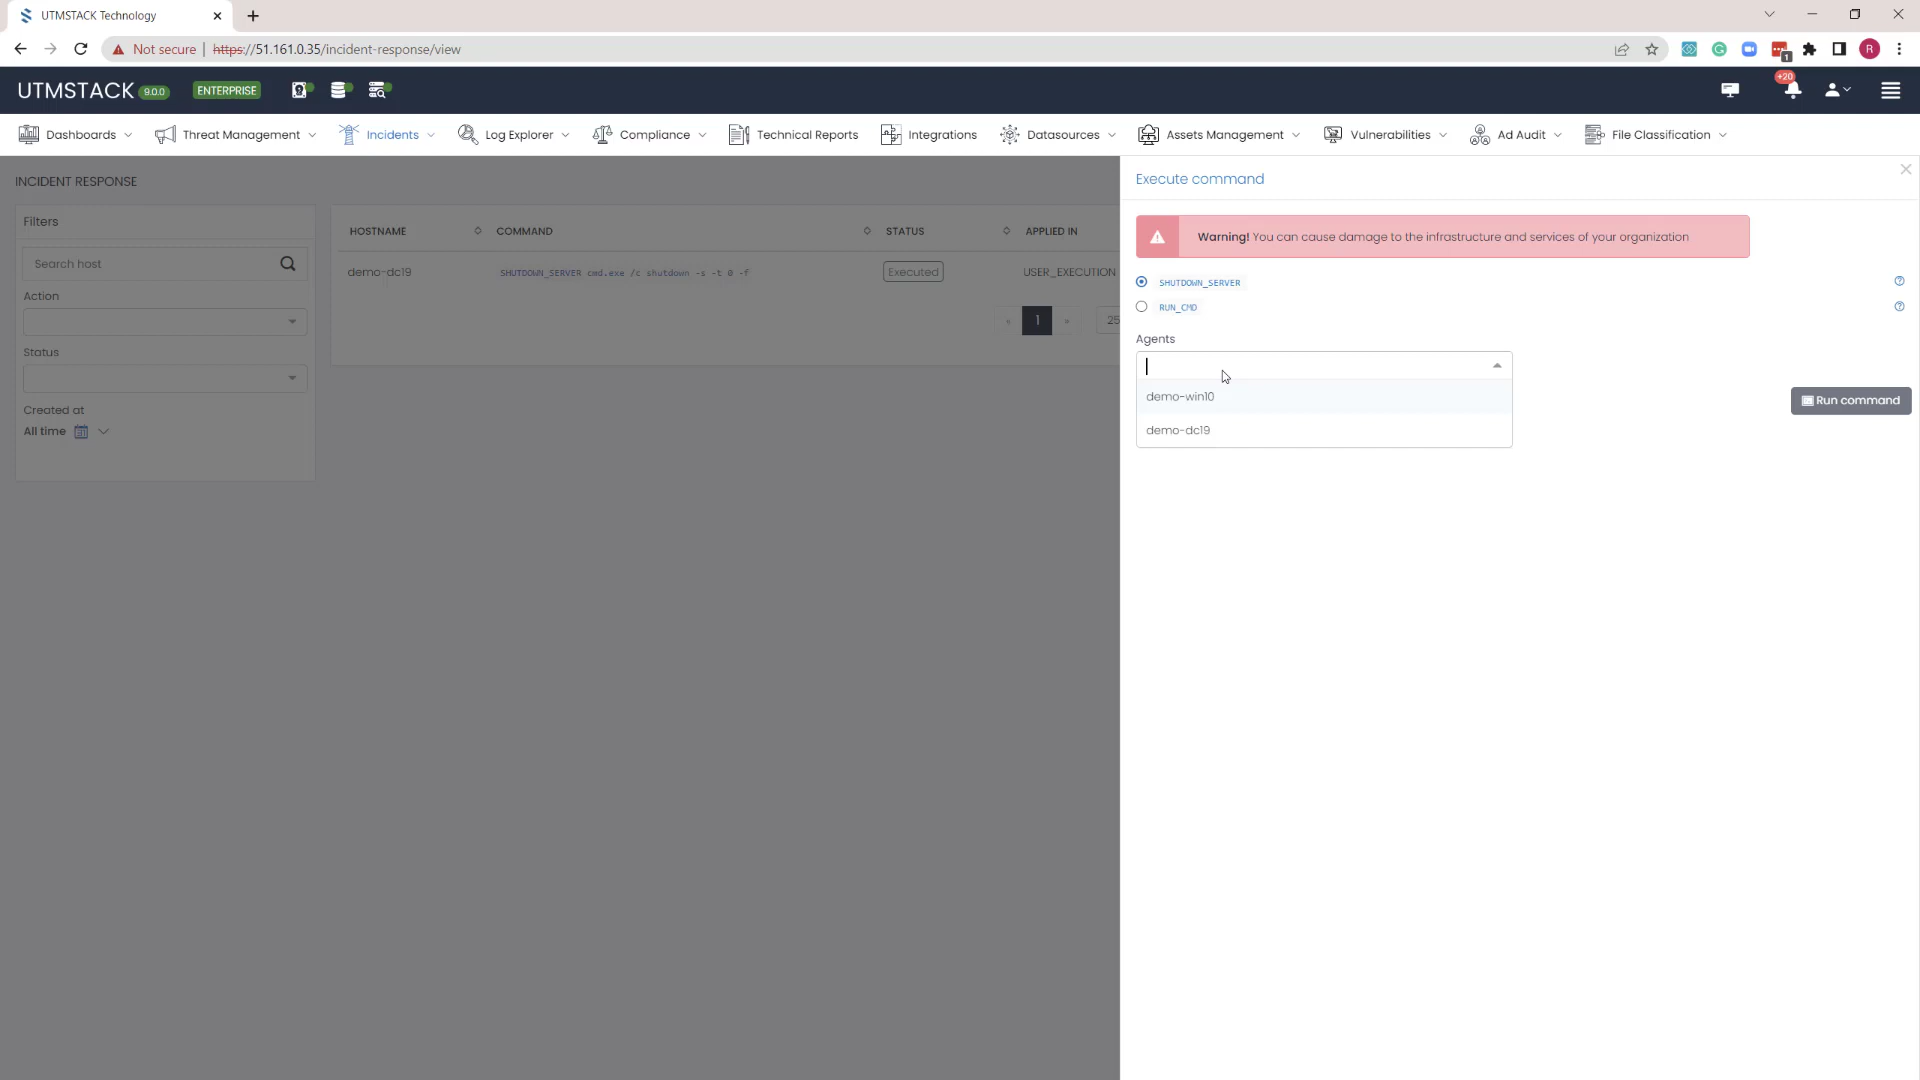 UTMSTACK Technology
Not secure | https://51.161.0.35/incident-response/view
R
1
UTMSTACK 9.0.0 ENTERPRISE
+20
Dashboards Threat Management Incidents Log Explorer Compliance Technical Reports Integrations Datasources Assets Management Vulnerabilities Ad Audit File Classification
INCIDENT RESPONSE
Filters
Search host
Action
Status
Created at
All time
HOSTNAME COMMAND STATUS APPLIED IN
demo-dc19 SHUTDOWN_SERVER cmd.exe /c shutdown -s -t 0 -f Executed USER_EXECUTION
« 1 » 25
Execute command
Warning! You can cause damage to the infrastructure and services of your organization
SHUTDOWN_SERVER
RUN_CMD
Agents
demo-win10
demo-dc19
Run command